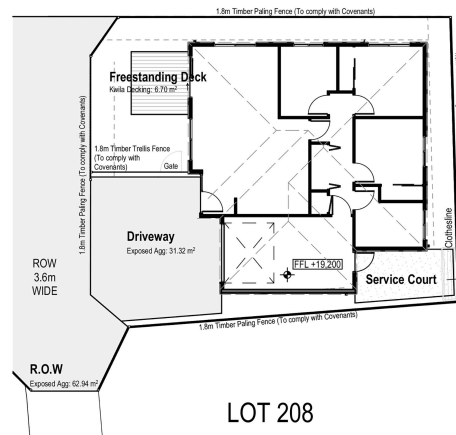 1.8m Timber Paling Fence (To comply with Covenants)
Freestanding Deck
Kwila Decking: 6.70 m²
1.8m Timber Paling Fence (To comply with Covenants)
1.8m Timber Trellis Fence
(To comply with
Covenants)
Gate
Driveway
Exposed Agg: 31.32 m²
ROW
3.6m
WIDE
FFL +19,200
Service Court
Clothesline
1.8m Timber Paling Fence (To comply with Covenants)
R.O.W
Exposed Agg: 62.94 m²
LOT 208